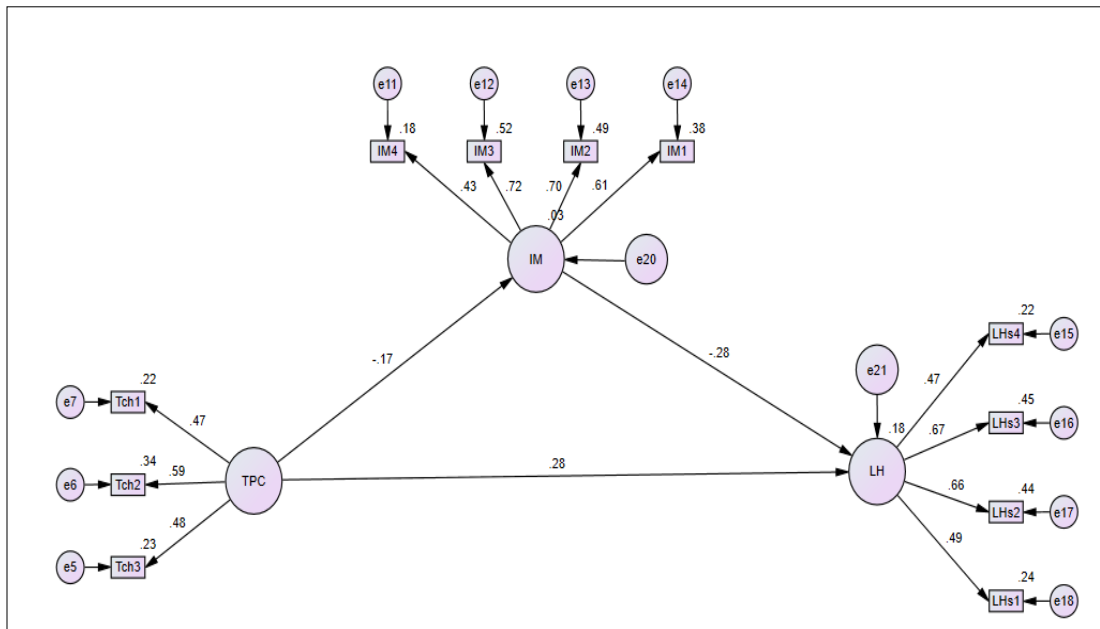 e11 e12 e13 e14
.18 .52 .49 .38
IM4 IM3 IM2 IM1
.43 .72 .70 .61
.03
IM e20
-.17 -.28
.22
LHs4 e15
e21 .47
.22 .45
e7 Tch1 LHs3 e16
.47 .18 .67
.34 .59 .28
e6 Tch2 TPC LH
.66 .44
.48 LHs2 e17
.23 .49
e5 Tch3
.24
LHs1 e18